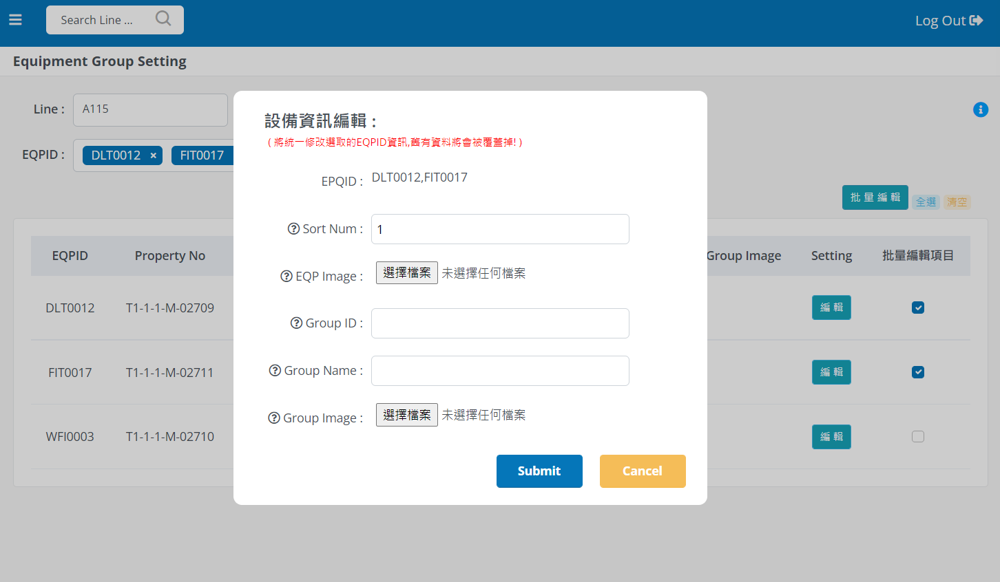 Search Line ...
Log Out
Equipment Group Setting
Line :
A115
EQPID :
DLT0012 ×
FIT0017
設備資訊編輯 :
( 將統一修改選取的EQPID資訊,舊有資料將會被覆蓋掉! )
EPQID :
DLT0012,FIT0017
Sort Num :
1
EQP Image :
選擇檔案 未選擇任何檔案
Group ID :
Group Name :
Group Image :
選擇檔案 未選擇任何檔案
Submit
Cancel
批量編輯
全選
清空
EQPID
Property No
Group Image
Setting
批量編輯項目
DLT0012
T1-1-1-M-02709
編輯
FIT0017
T1-1-1-M-02711
編輯
WFI0003
T1-1-1-M-02710
編輯